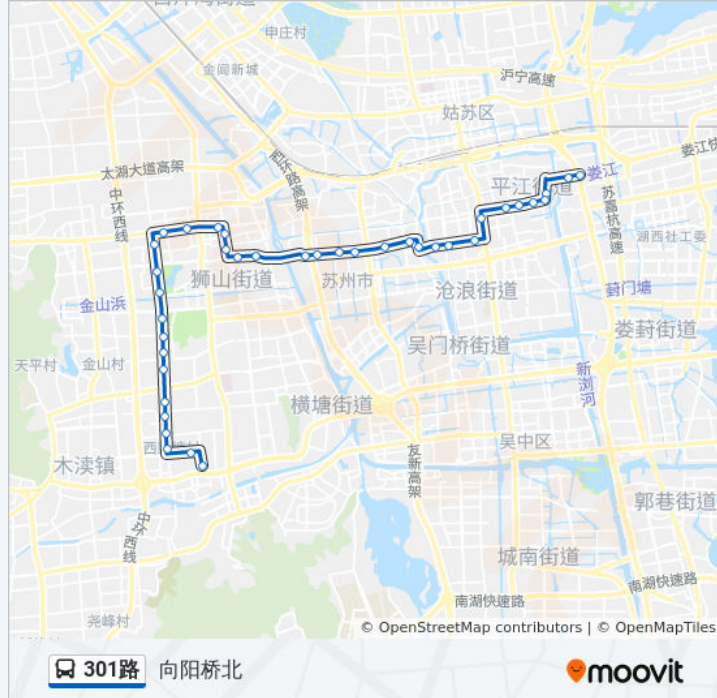 申庄村
金阊新城
沪宁高速
姑苏区
太湖大道高架
西环路高架
娄江快
平江街道
娄江
中环西线
苏嘉杭高速
湖西社工委
狮山街道
苏州市
沧浪街道
葑门塘
金山浜
娄葑街道
吴门桥街道
天平村
金山村
新浏河
横塘街道
木渎镇
吴中区
友新高架
郭巷街道
中环西线
城南街道
南湖快速路
南湖快速路
尧峰村
© OpenStreetMap contributors | © OpenMapTiles
301路 向阳桥北 moovit